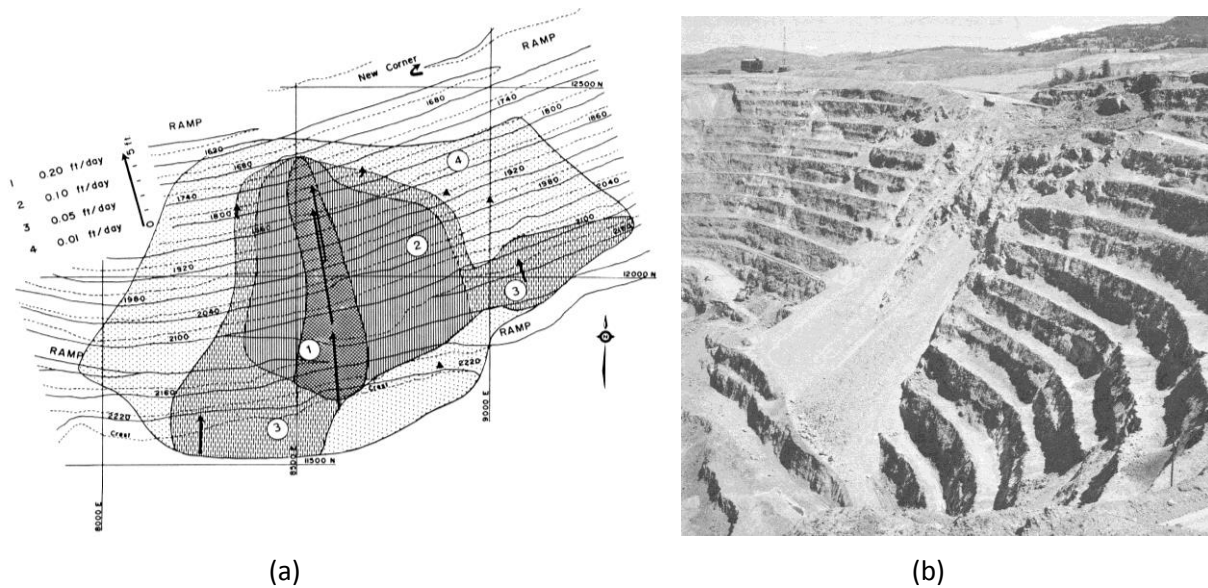 New Corner
RAMP
12500 N
1680
1740
1800
1860
1920
1980
2040
2100
RAMP
1620
1680
1740
1800
1 0.20 ft/day
2 0.10 ft/day
3 0.05 ft/day
4 0.01 ft/day
0
5 ft
4
2
3
12000 N
1920
1980
2040
2100
RAMP
RAMP
1
2160
2220
2220
Crest
Crest
3
11500 N
8000 E
8500 E
9000 E
(a)
(b)